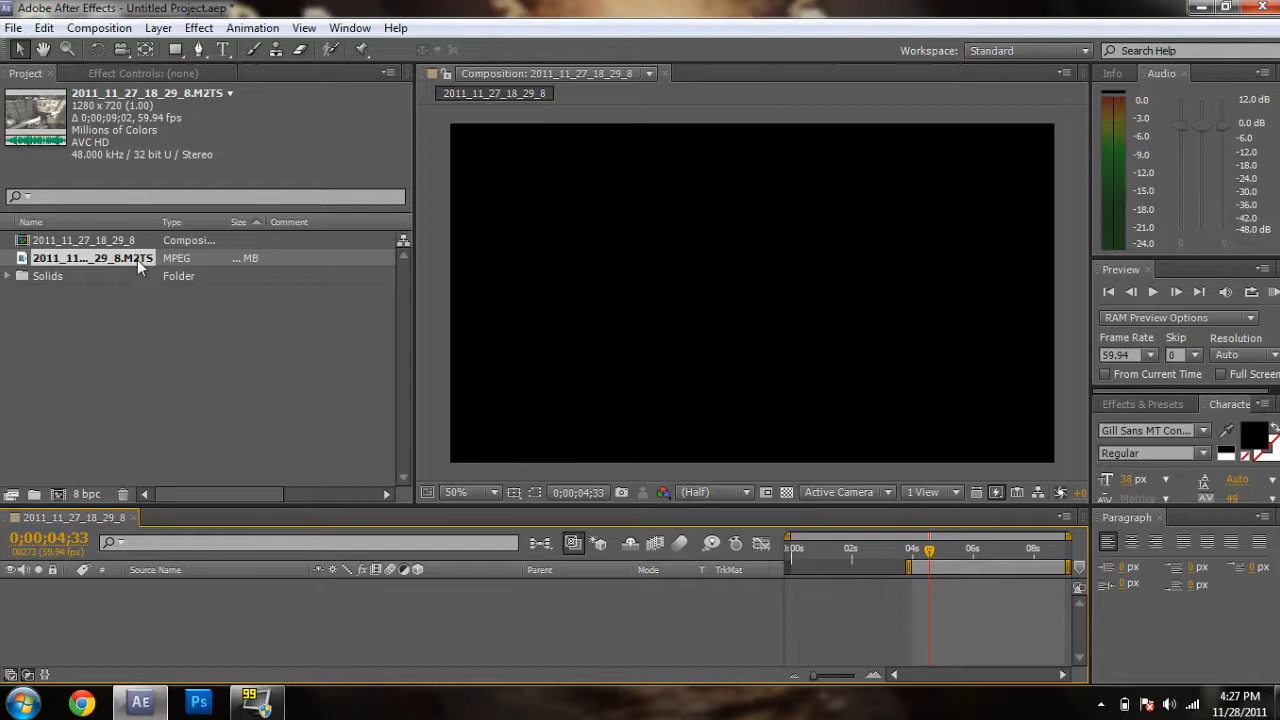 Adobe After Effects - Untitled Project.aep *
File Edit Composition Layer Effect Animation View Window Help
Workspace: Standard Search Help
Project Effect Controls: (none)
Composition: 2011_11_27_18_29_8
Info Audio
2011_11_27_18_29_8.M2TS
1280 x 720 (1.00)
Δ 0;00;09;02, 59.94 fps
Millions of Colors
AVC HD
48.000 kHz / 32 bit U / Stereo
2011_11_27_18_29_8
0.0
-3.0
-6.0
-9.0
-12.0
-15.0
-18.0
-21.0
-24.0
12.0 dB
0.0 dB
-6.0
-12.0
-18.0
-24.0
-30.0
-36.0
-42.0
-48.0 dB
0 0
Name Type Size Comment
2011_11_27_18_29_8 Composi...
2011_11..._29_8.M2TS MPEG ... MB
Solids Folder
Preview
RAM Preview Options
Frame Rate Skip Resolution
59.94 0 Auto
From Current Time Full Screen
Effects & Presets Characte
Gill Sans MT Con...
Regular
38 px Auto
Metrics 49
8 bpc
50% 0;00;04;33 (Half) Active Camera 1 View +0
2011_11_27_18_29_8
0;00;04;33
00273 (59.94 fps)
:00s 02s 04s 06s 08s
Source Name Parent Mode T TrkMat
Paragraph
0 px 0 px 0 px
0 px 0 px
Ae Ps 99
4:27 PM
11/28/2011